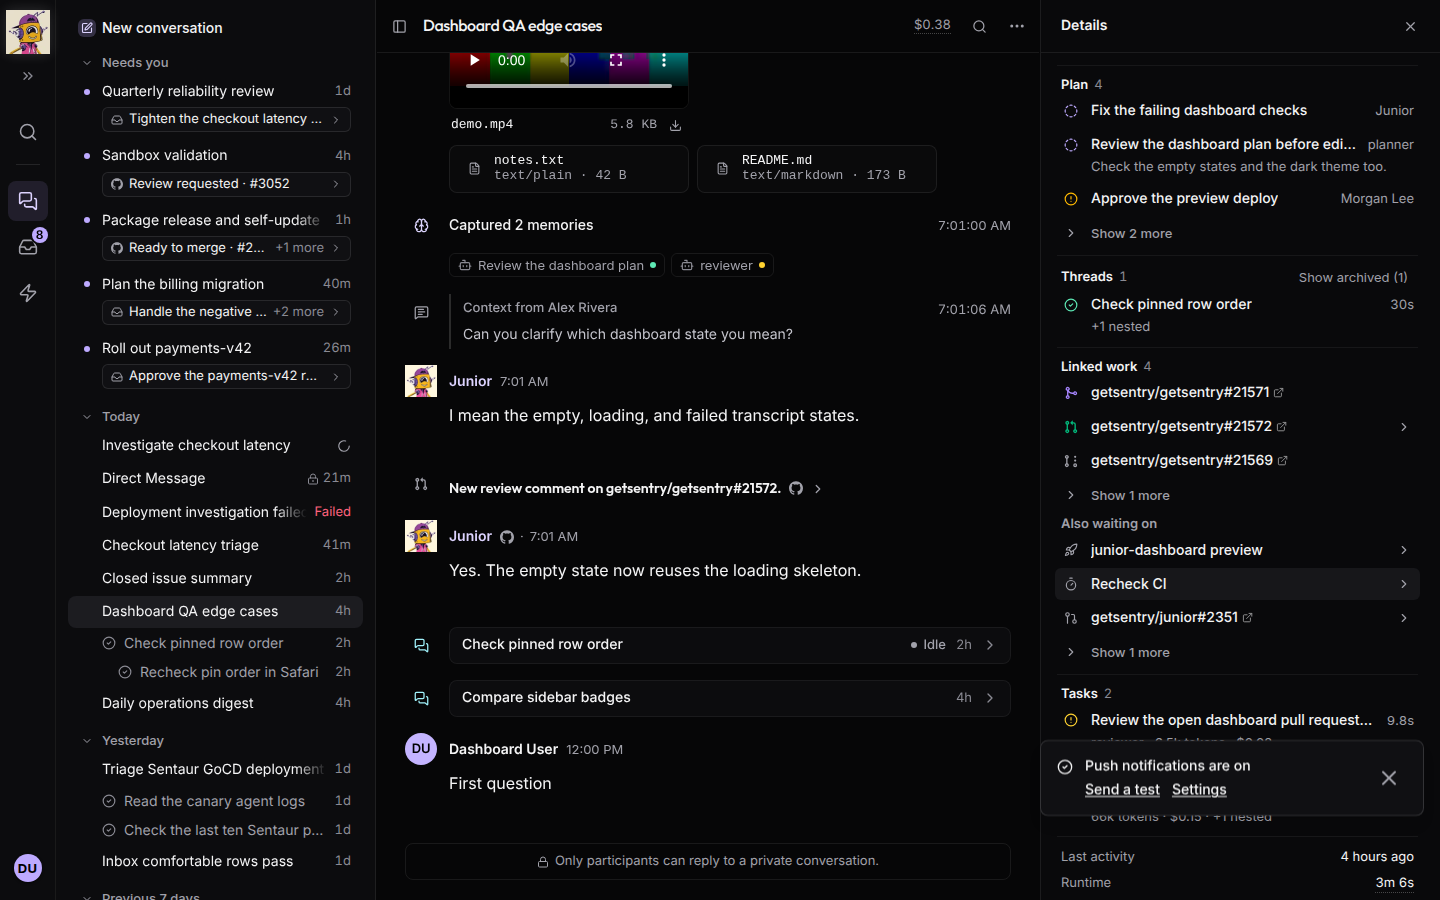 New conversation
Needs you
Quarterly reliability review 1d
Tighten the checkout latency ...
Sandbox validation 4h
Review requested · #3052
Package release and self-update 1h
Ready to merge · #2... +1 more
Plan the billing migration 40m
Handle the negative ... +2 more
Roll out payments-v42 26m
Approve the payments-v42 r...
Today
Investigate checkout latency
Direct Message 21m
Deployment investigation failed Failed
Checkout latency triage 41m
Closed issue summary 2h
Dashboard QA edge cases 4h
Check pinned row order 2h
Recheck pin order in Safari 2h
Daily operations digest 4h
Yesterday
Triage Sentaur GoCD deployment 1d
Read the canary agent logs 1d
Check the last ten Sentaur p... 1d
Inbox comfortable rows pass 1d
Previous 7 days
8
DU
Dashboard QA edge cases $0.38
0:00
demo.mp4 5.8 KB
notes.txt
text/plain · 42 B
README.md
text/markdown · 173 B
Captured 2 memories 7:01:00 AM
Review the dashboard plan
reviewer
Context from Alex Rivera 7:01:06 AM
Can you clarify which dashboard state you mean?
Junior 7:01 AM
I mean the empty, loading, and failed transcript states.
New review comment on getsentry/getsentry#21572.
Junior · 7:01 AM
Yes. The empty state now reuses the loading skeleton.
Check pinned row order Idle 2h
Compare sidebar badges 4h
DU Dashboard User 12:00 PM
First question
Only participants can reply to a private conversation.
Details
Plan 4
Fix the failing dashboard checks Junior
Review the dashboard plan before edi... planner
Check the empty states and the dark theme too.
Approve the preview deploy Morgan Lee
Show 2 more
Threads 1 Show archived (1)
Check pinned row order 30s
+1 nested
Linked work 4
getsentry/getsentry#21571
getsentry/getsentry#21572
getsentry/getsentry#21569
Show 1 more
Also waiting on
junior-dashboard preview
Recheck CI
getsentry/junior#2351
Show 1 more
Tasks 2
Review the open dashboard pull request... 9.8s
Push notifications are on
Send a test Settings
66k tokens · $0.15 · +1 nested
Last activity 4 hours ago
Runtime 3m 6s